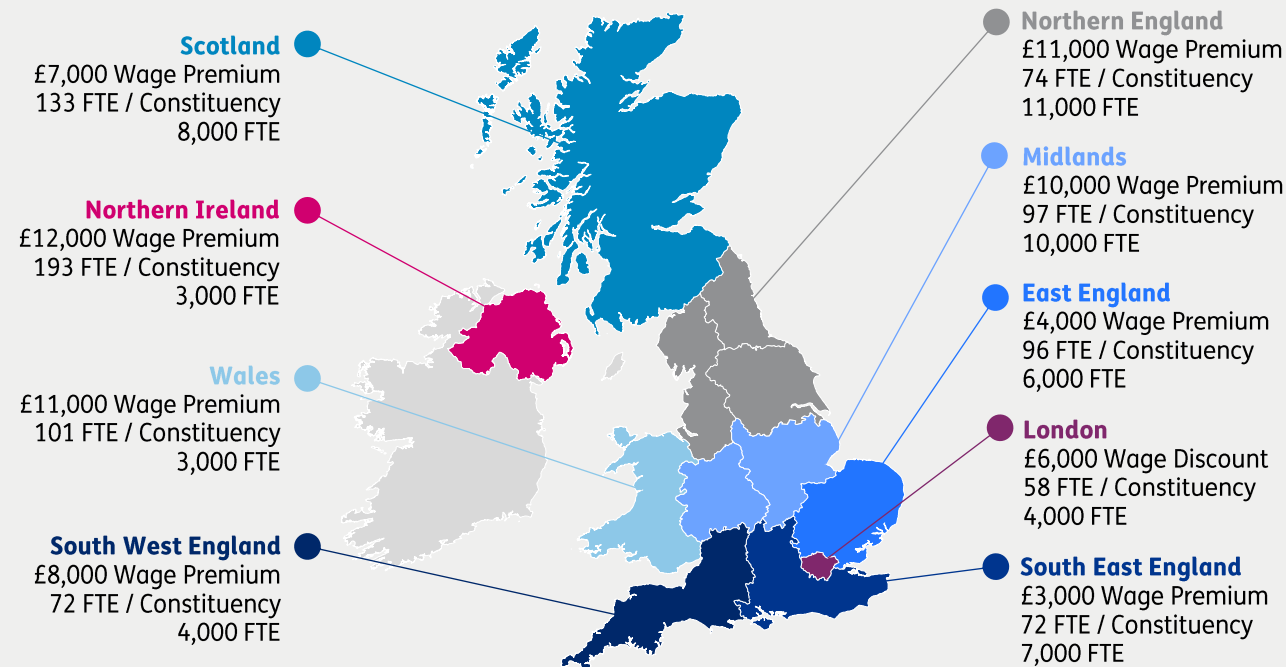 Scotland
£7,000 Wage Premium
133 FTE / Constituency
8,000 FTE
Northern Ireland
£12,000 Wage Premium
193 FTE / Constituency
3,000 FTE
Wales
£11,000 Wage Premium
101 FTE / Constituency
3,000 FTE
South West England
£8,000 Wage Premium
72 FTE / Constituency
4,000 FTE
Northern England
£11,000 Wage Premium
74 FTE / Constituency
11,000 FTE
Midlands
£10,000 Wage Premium
97 FTE / Constituency
10,000 FTE
East England
£4,000 Wage Premium
96 FTE / Constituency
6,000 FTE
London
£6,000 Wage Discount
58 FTE / Constituency
4,000 FTE
South East England
£3,000 Wage Premium
72 FTE / Constituency
7,000 FTE